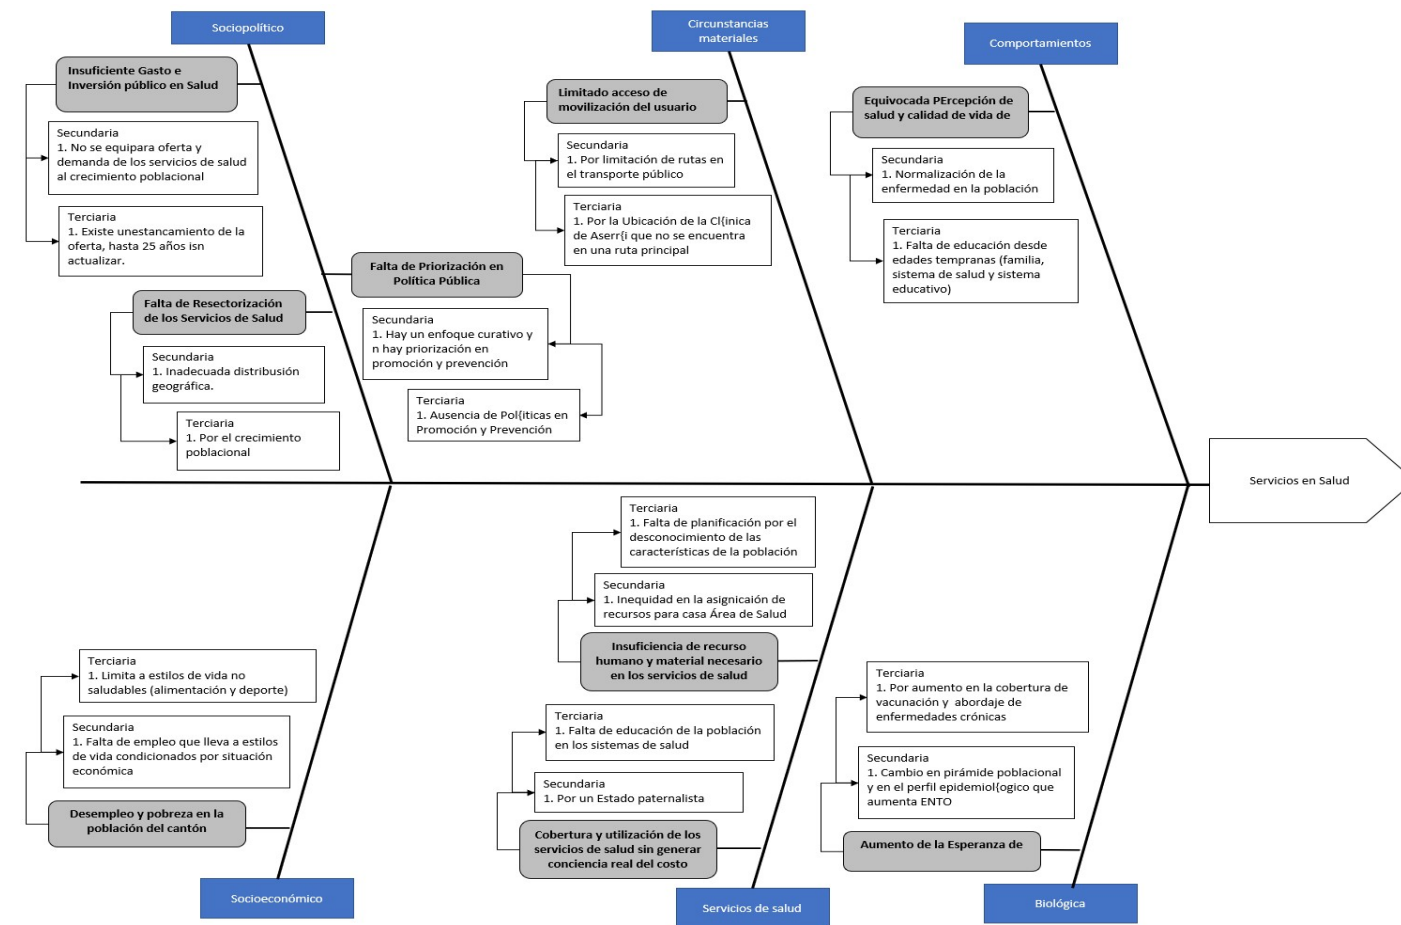 Sociopolítico
Insuficiente Gasto e
Inversión público en Salud
Secundaria
1. No se equipara oferta y
demanda de los servicios de salud
al crecimiento poblacional
Terciaria
1. Existe unestancamiento de la
oferta, hasta 25 años isn
actualizar.
Falta de Resectorización
de los Servicios de Salud
Secundaria
1. Inadecuada distribusión
geográfica.
Terciaria
1. Por el crecimiento
poblacional
Falta de Priorización en
Política Pública
Secundaria
1. Hay un enfoque curativo y
n hay priorización en
promoción y prevención
Terciaria
1. Ausencia de Pol{iticas en
Promoción y Prevención
Circunstancias
materiales
Limitado acceso de
movilización del usuario
Secundaria
1. Por limitación de rutas en
el transporte público
Terciaria
1. Por la Ubicación de la Cl{inica
de Aserr{i que no se encuentra
en una ruta principal
Comportamientos
Equivocada PErcepción de
salud y calidad de vida de
Secundaria
1. Normalización de la
enfermedad en la población
Terciaria
1. Falta de educación desde
edades tempranas (familia,
sistema de salud y sistema
educativo)
Servicios en Salud
Terciaria
1. Limita a estilos de vida no
saludables (alimentación y deporte)
Secundaria
1. Falta de empleo que lleva a estilos
de vida condicionados por situación
económica
Desempleo y pobreza en la
población del cantón
Socioeconómico
Terciaria
1. Falta de planificación por el
desconocimiento de las
características de la población
Secundaria
1. Inequidad en la asignicaión de
recursos para casa Área de Salud
Insuficiencia de recurso
humano y material necesario
en los servicios de salud
Terciaria
1. Falta de educación de la población
en los sistemas de salud
Secundaria
1. Por un Estado paternalista
Cobertura y utilización de los
servicios de salud sin generar
conciencia real del costo
Servicios de salud
Terciaria
1. Por aumento en la cobertura de
vacunación y abordaje de
enfermedades crónicas
Secundaria
1. Cambio en pirámide poblacional
y en el perfil epidemiol{ogico que
aumenta ENTO
Aumento de la Esperanza de
Biológica